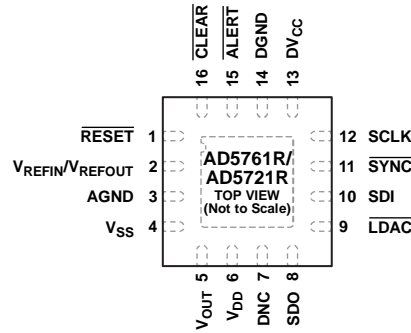 CLEAR
ALERT
DGND
DVCC
16
15
14
13
RESET 1
VREFIN/VREFOUT 2
AGND 3
VSS 4
AD5761R/
AD5721R
TOP VIEW
(Not to Scale)
12 SCLK
11 SYNC
10 SDI
9 LDAC
5
6
7
8
VOUT
VDD
DNC
SDO